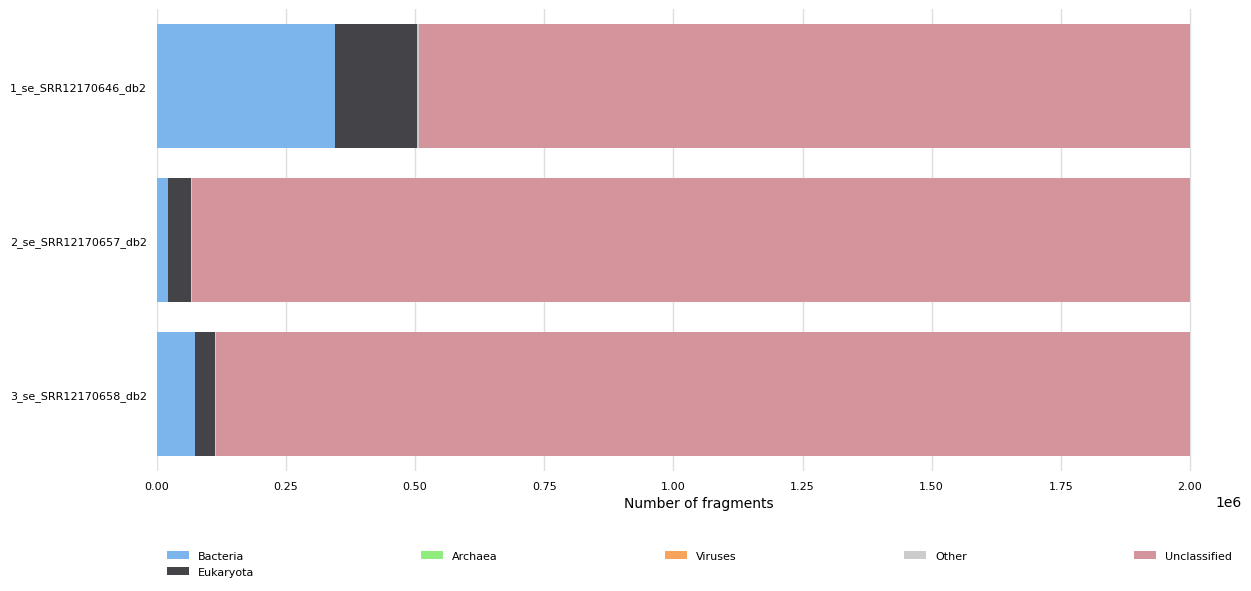 1_se_SRR12170646_db2
2_se_SRR12170657_db2
3_se_SRR12170658_db2
0.00 0.25 0.50 0.75 1.00 1.25 1.50 1.75 2.00
Number of fragments 1e6
Bacteria Archaea Viruses Other Unclassified
Eukaryota